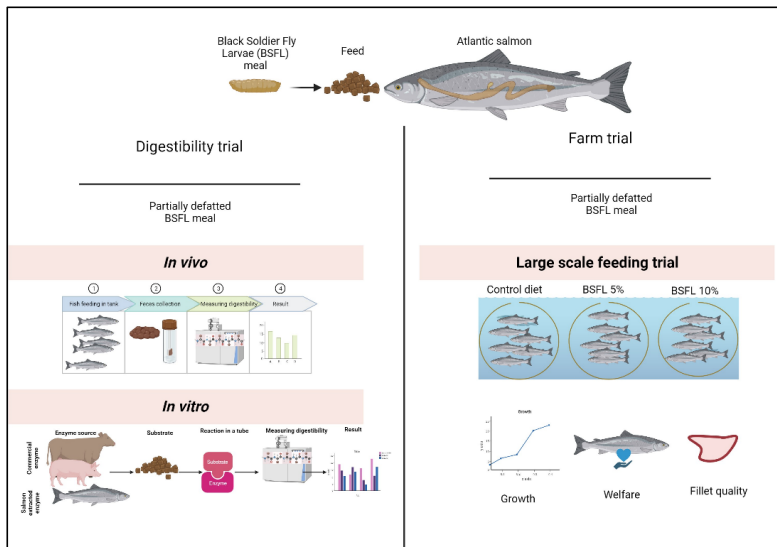 Black Soldier Fly
Larvae (BSFL)
meal
Feed
Atlantic salmon
Digestibility trial
Partially defatted
BSFL meal
In vivo
1
2
3
4
Fish feeding in tank
Feces collection
Measuring digestibility
Result
In vitro
Enzyme source
Substrate
Reaction in a tube
Measuring digestibility
Result
Commercial
enzyme
Salmon
extracted
enzyme
Substrate
Enzyme
Farm trial
Partially defatted
BSFL meal
Large scale feeding trial
Control diet
BSFL 5%
BSFL 10%
Growth
Growth
Welfare
Fillet quality